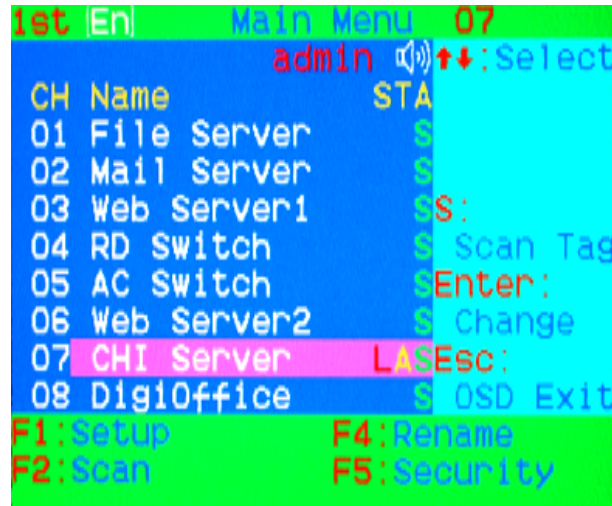 1st [En] Main Menu 07
admin ↑↓:Select
CH Name STA
01 File Server S
02 Mail Server S
03 Web Server1 S S:
04 RD Switch S Scan Tag
05 AC Switch S Enter:
06 Web Server2 S Change
07 CHI Server LAS Esc:
08 DigiOffice S OSD Exit
F1:Setup F4:Rename
F2:Scan F5:Security